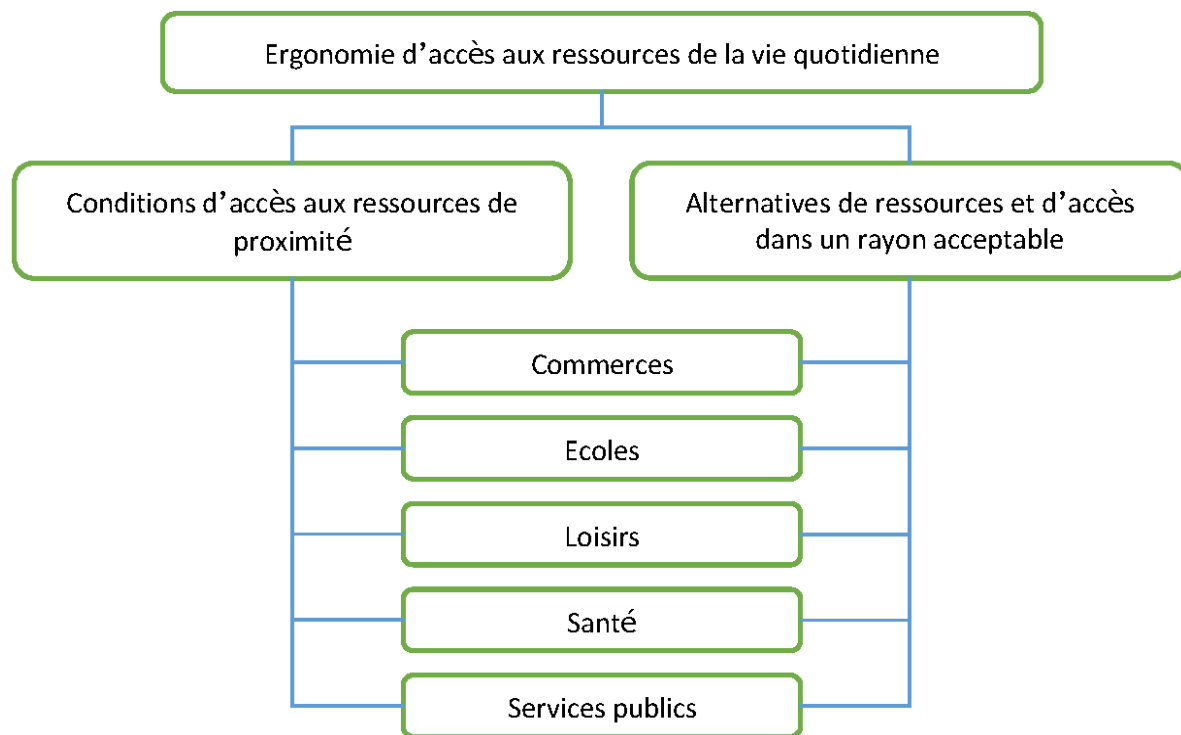 Ergonomie d’accès aux ressources de la vie quotidienne
Conditions d’accès aux ressources de
proximité
Alternatives de ressources et d’accès
dans un rayon acceptable
Commerces
Ecoles
Loisirs
Santé
Services publics